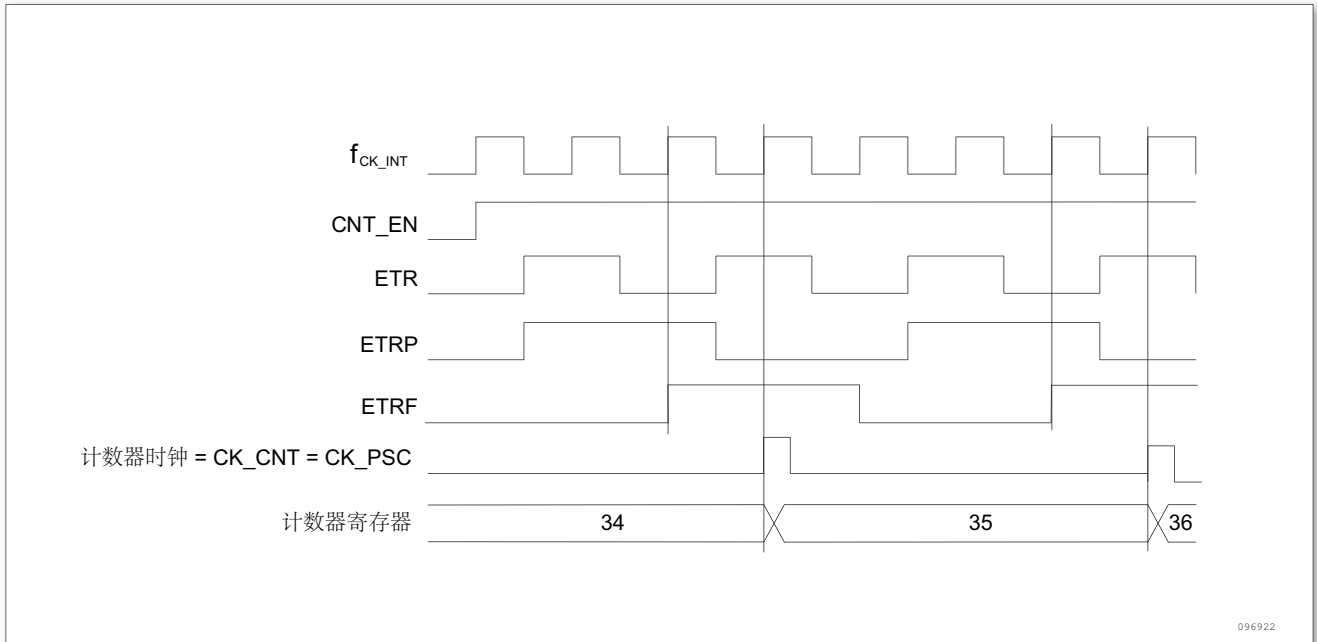 fCK_INT
CNT_EN
ETR
ETRP
ETRF
计数器时钟 = CK_CNT = CK_PSC
计数器寄存器 34 35 36
096922